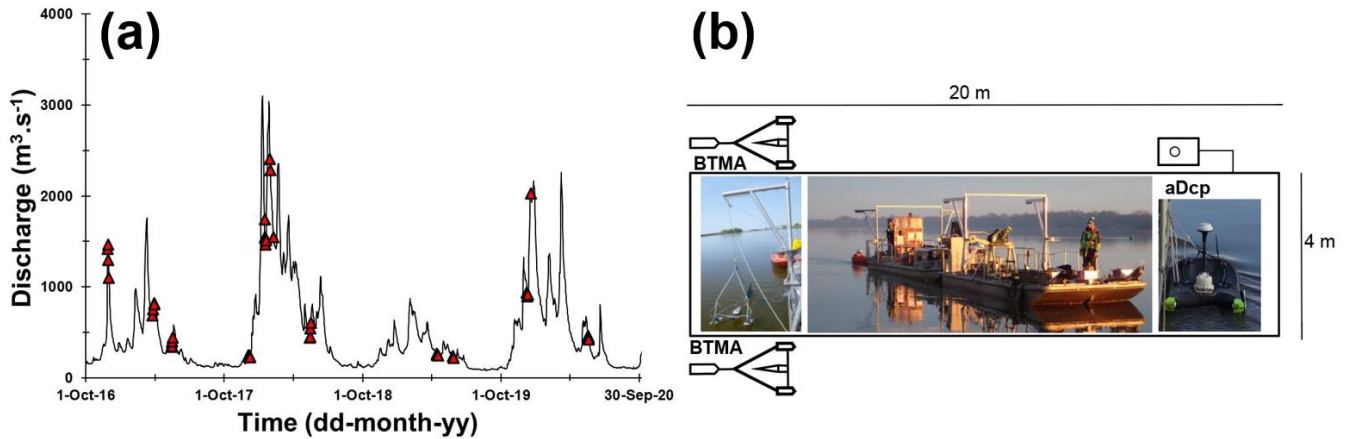 (a)
Discharge (m³.s⁻¹)
4000
3000
2000
1000
0
1-Oct-16
1-Oct-17
1-Oct-18
1-Oct-19
30-Sep-20
Time (dd-month-yy)
(b)
20 m
BTMA
aDcp
4 m
BTMA